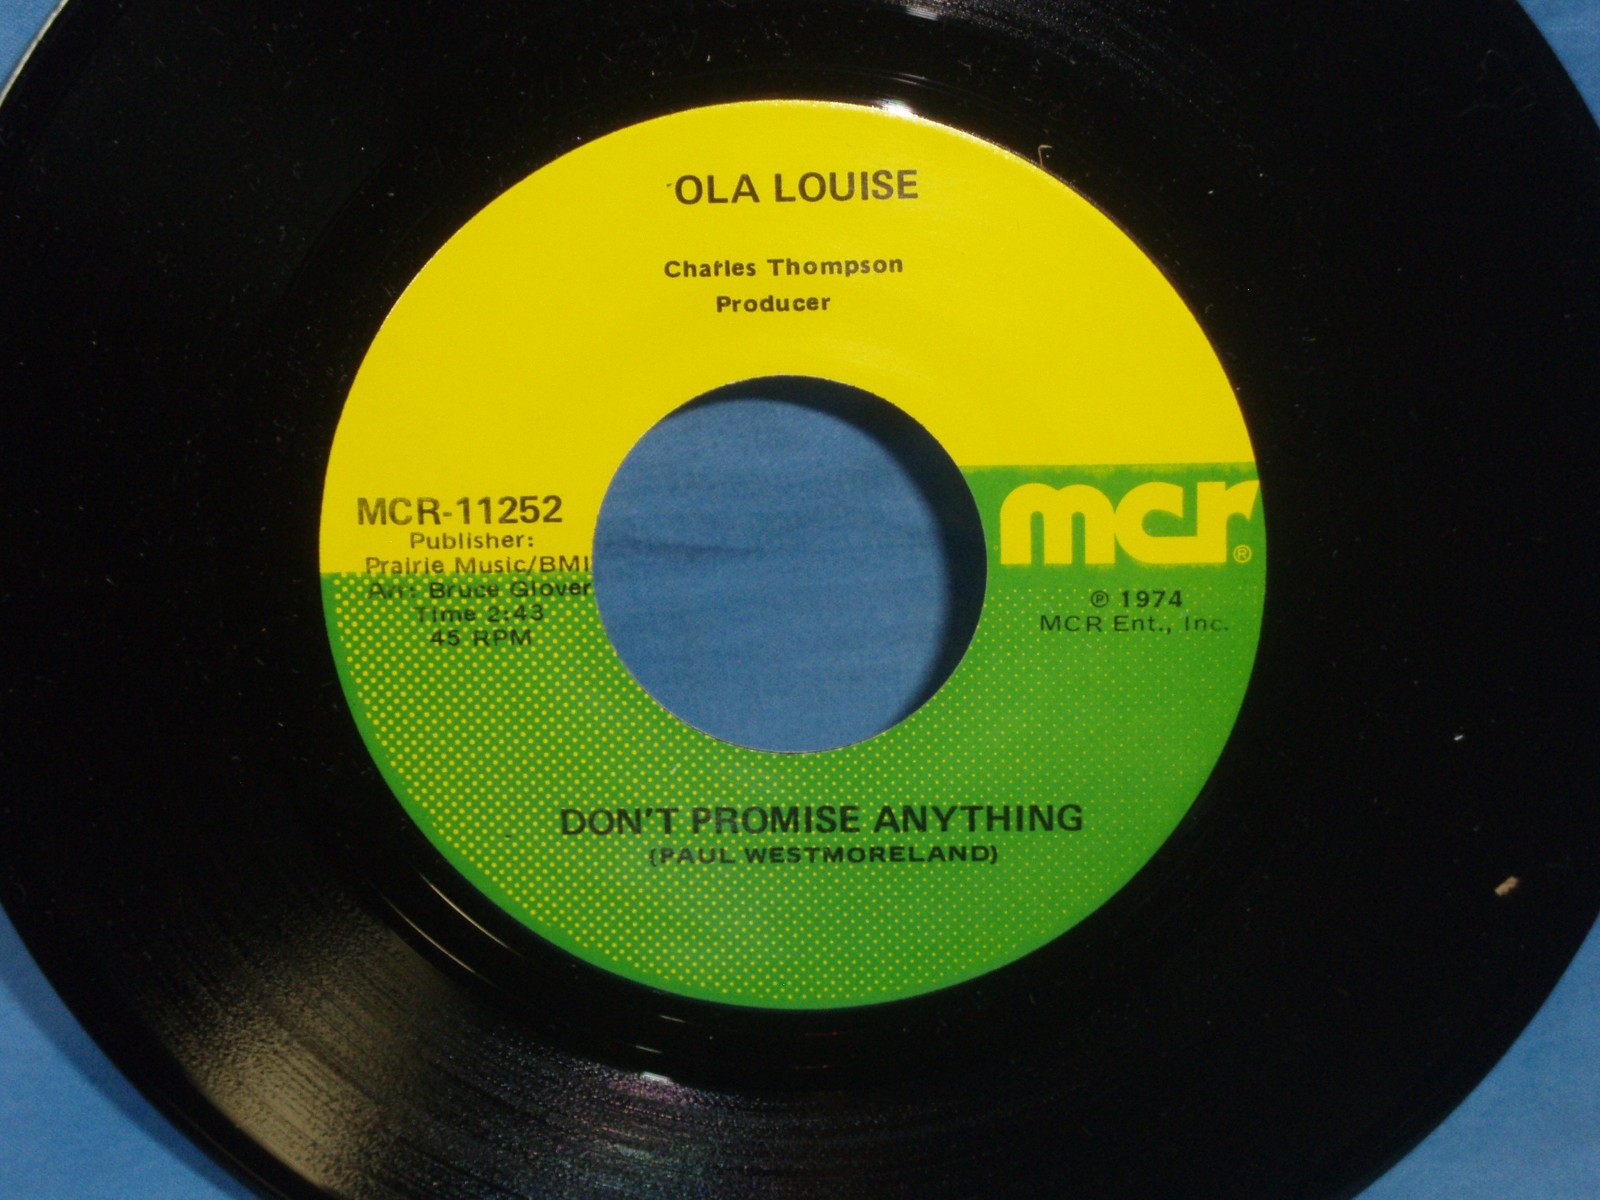 OLA LOUISE
Charles Thompson
Producer
MCR-11252
Publisher:
Prairie Music/BMI
Arr: Bruce Glover
Time 2:43
45 RPM
mcr®
℗ 1974
MCR Ent., Inc.
DON'T PROMISE ANYTHING
(PAUL WESTMORELAND)